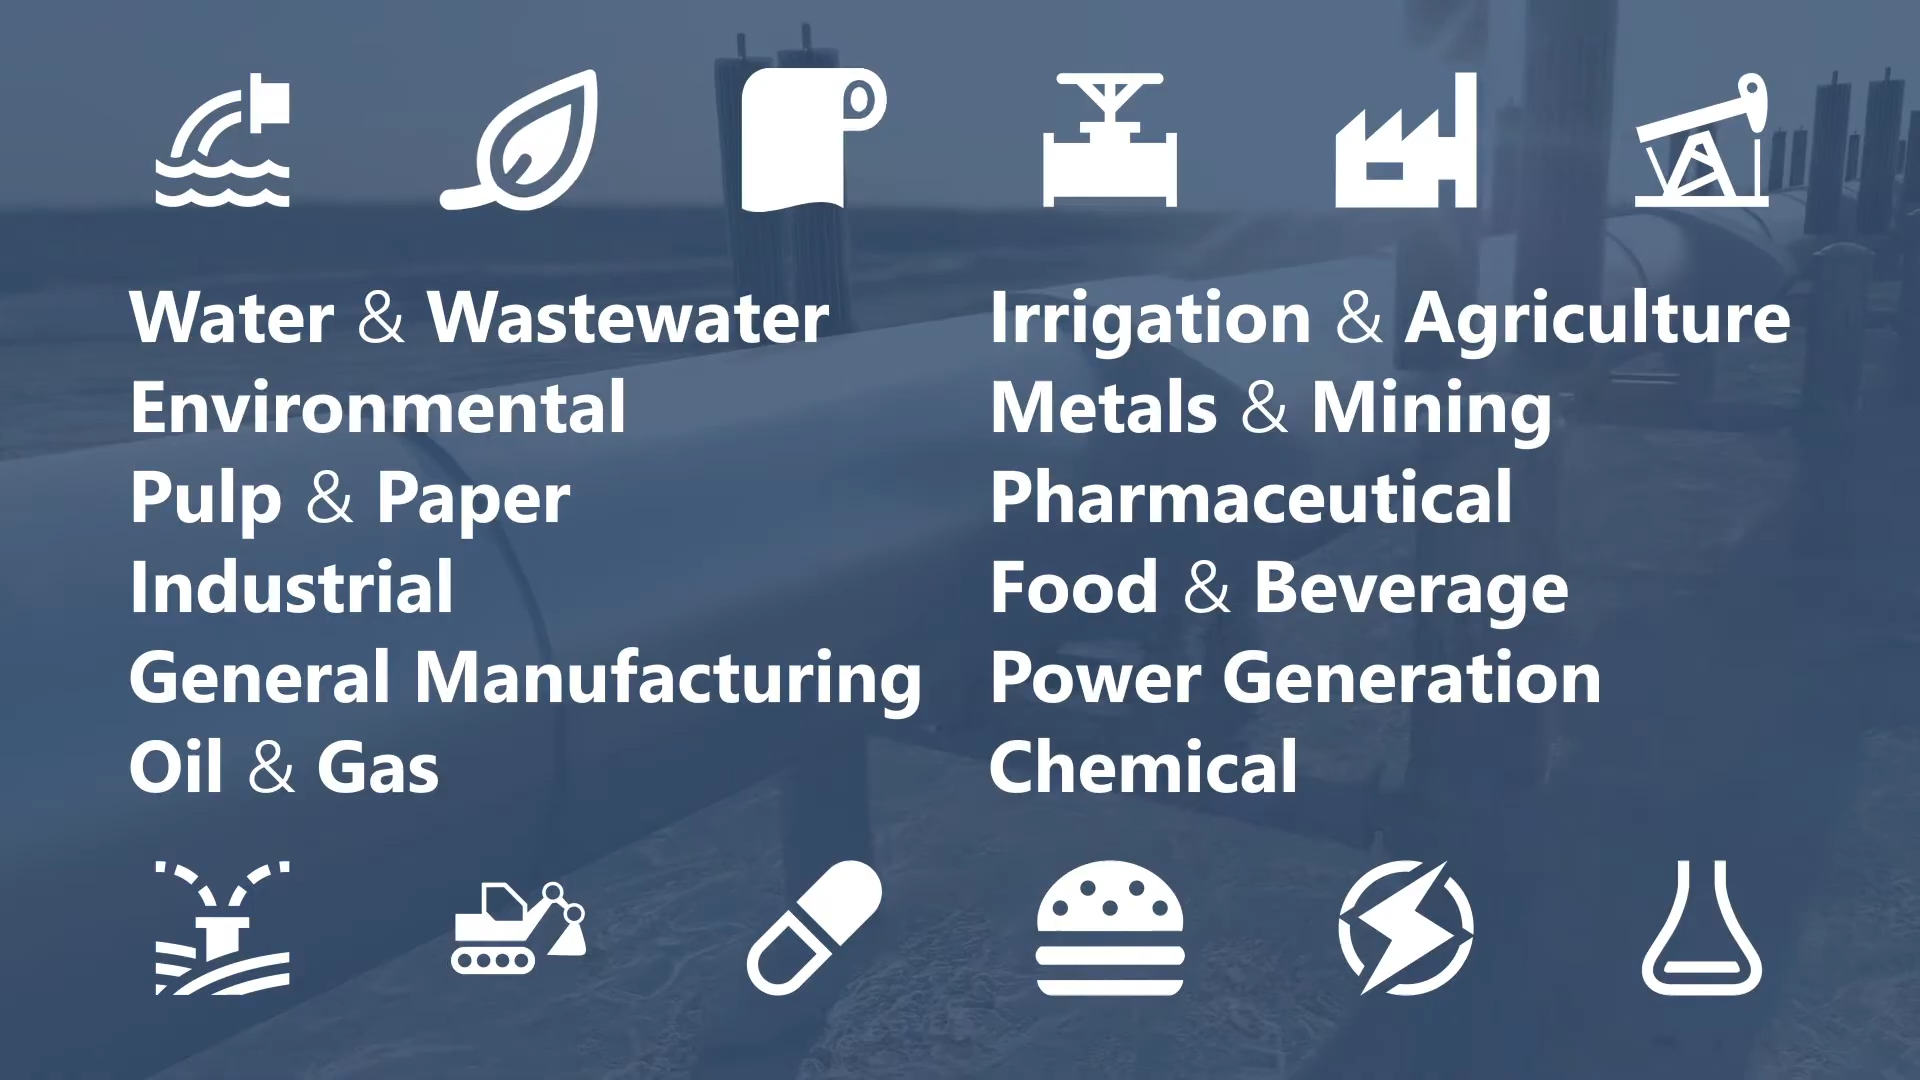 Water & Wastewater
Environmental
Pulp & Paper
Industrial
General Manufacturing
Oil & Gas
Irrigation & Agriculture
Metals & Mining
Pharmaceutical
Food & Beverage
Power Generation
Chemical